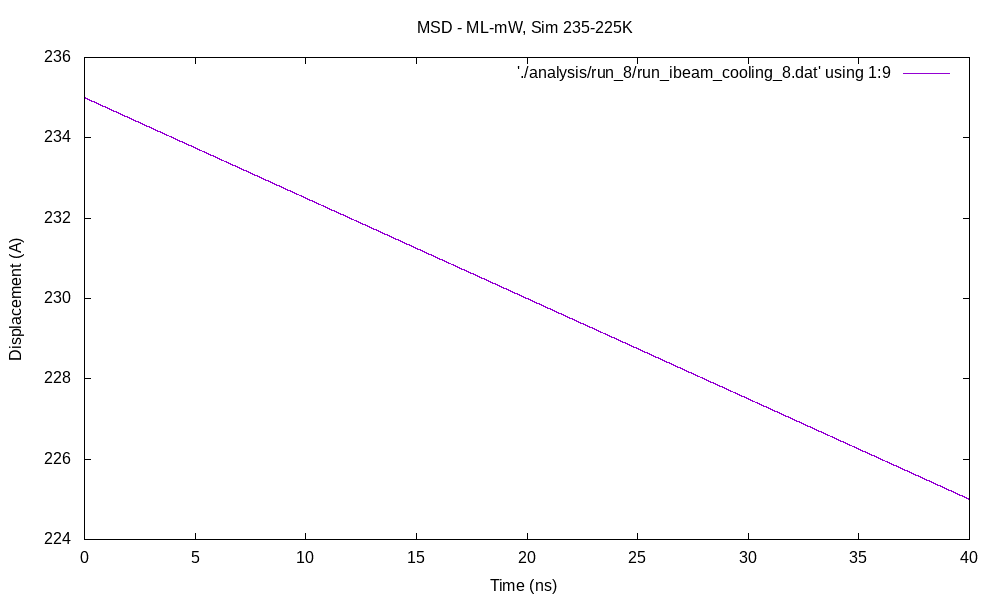 MSD - ML-mW, Sim 235-225K
'./analysis/run_8/run_ibeam_cooling_8.dat' using 1:9
236
234
232
230
228
226
224
Displacement (A)
0 5 10 15 20 25 30 35 40
Time (ns)